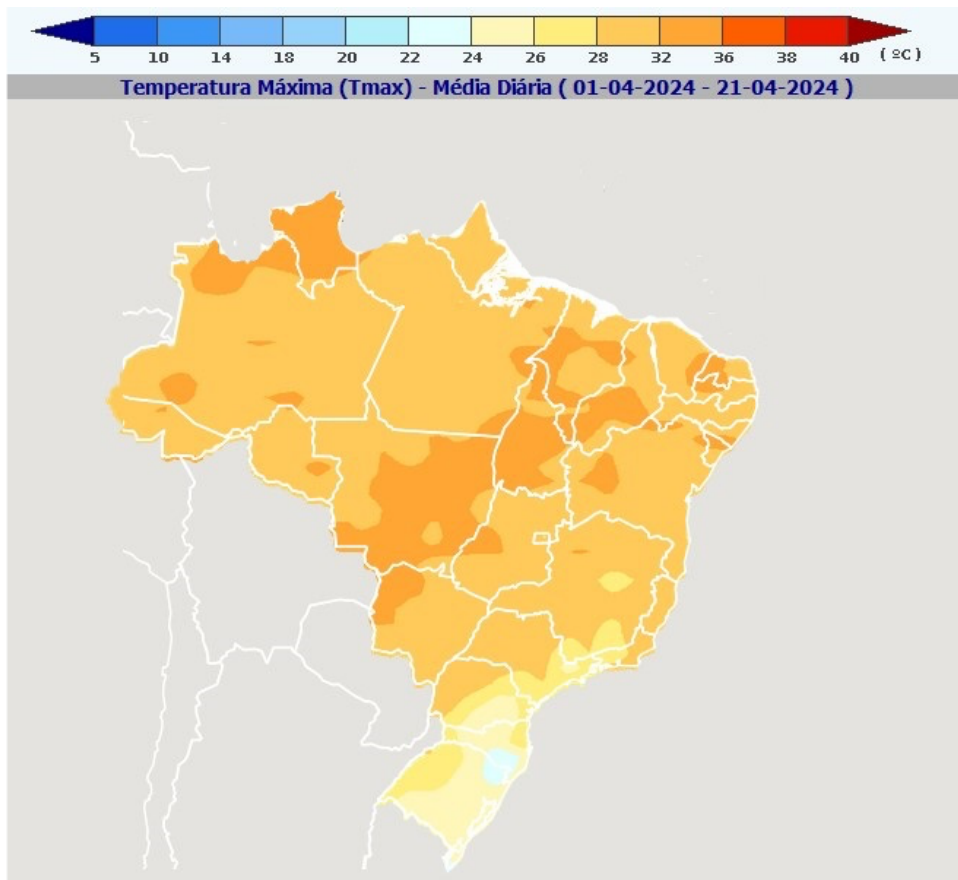 5 10 14 18 20 22 24 26 28 32 36 38 40 ( ºC )
Temperatura Máxima (Tmax) - Média Diária ( 01-04-2024 - 21-04-2024 )